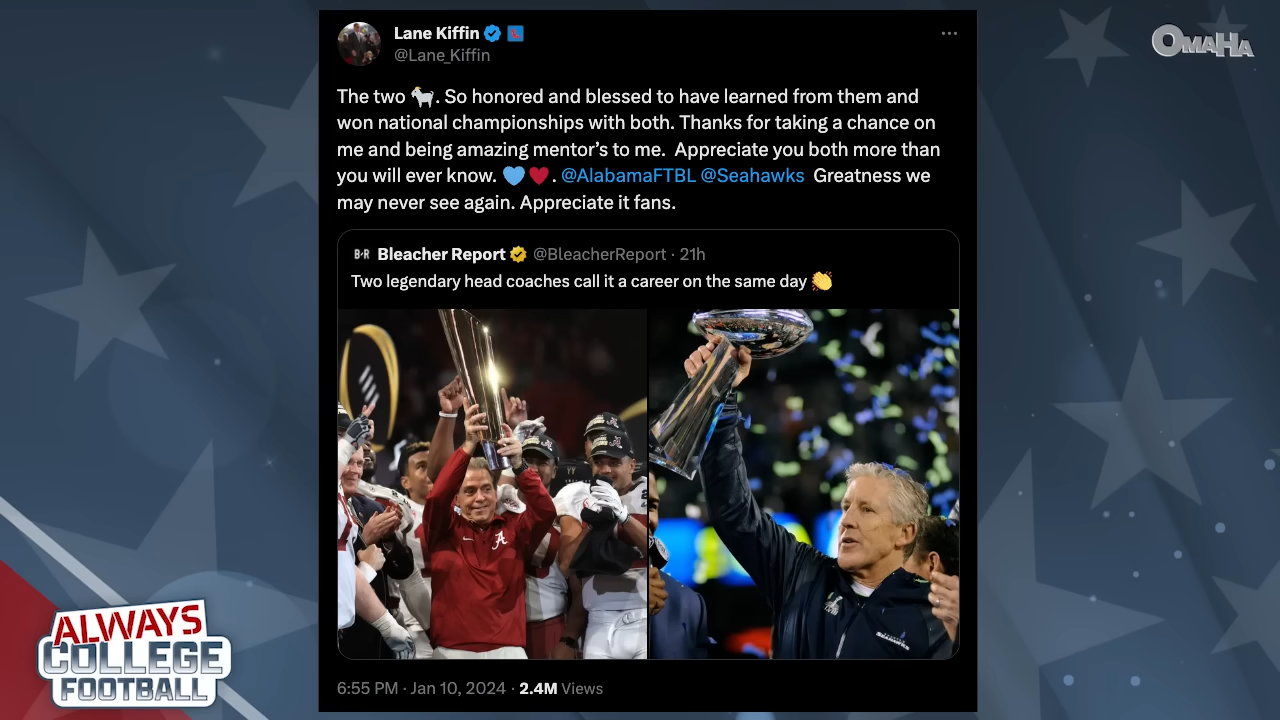 Lane Kiffin
@Lane_Kiffin
OMAHA
The two 🐐. So honored and blessed to have learned from them and
won national championships with both. Thanks for taking a chance on
me and being amazing mentor’s to me.  Appreciate you both more than
you will ever know. 🩵❤️. @AlabamaFTBL @Seahawks  Greatness we
may never see again. Appreciate it fans.
B/R Bleacher Report @BleacherReport · 21h
Two legendary head coaches call it a career on the same day 👏
A
6:55 PM · Jan 10, 2024 · 2.4M Views
ALWAYS
COLLEGE
FOOTBALL